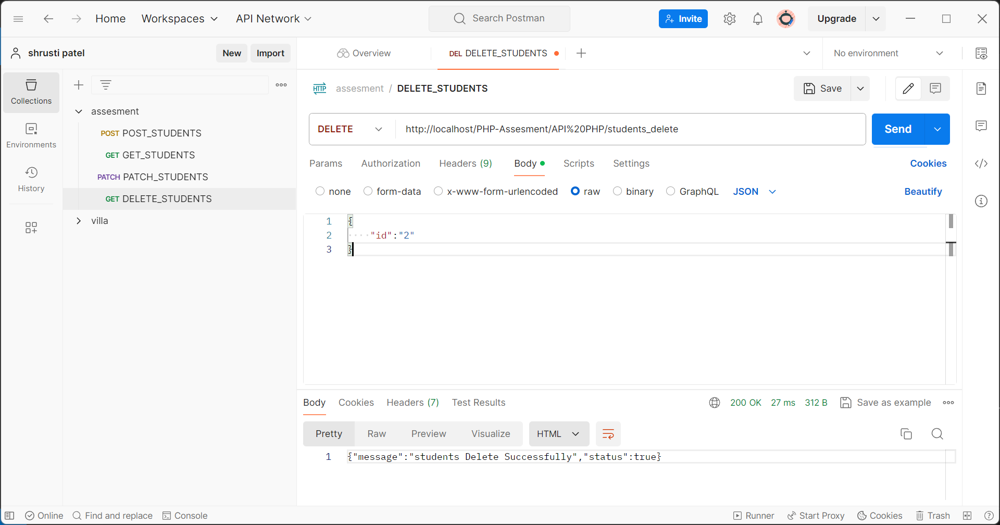 Home Workspaces API Network Search Postman Invite Upgrade
shrusti patel New Import Overview DEL DELETE_STUDENTS No environment
Collections
Environments
History
assesment
POST POST_STUDENTS
GET GET_STUDENTS
PATCH PATCH_STUDENTS
GET DELETE_STUDENTS
villa
HTTP assesment / DELETE_STUDENTS Save
DELETE http://localhost/PHP-Assesment/API%20PHP/students_delete Send
Params Authorization Headers (9) Body Scripts Settings Cookies
none form-data x-www-form-urlencoded raw binary GraphQL JSON Beautify
1 {
2 ····"id":"2"
3 }
Body Cookies Headers (7) Test Results 200 OK 27 ms 312 B Save as example
Pretty Raw Preview Visualize HTML
1 {"message":"students Delete Successfully","status":true}
Online Find and replace Console Runner Start Proxy Cookies Trash